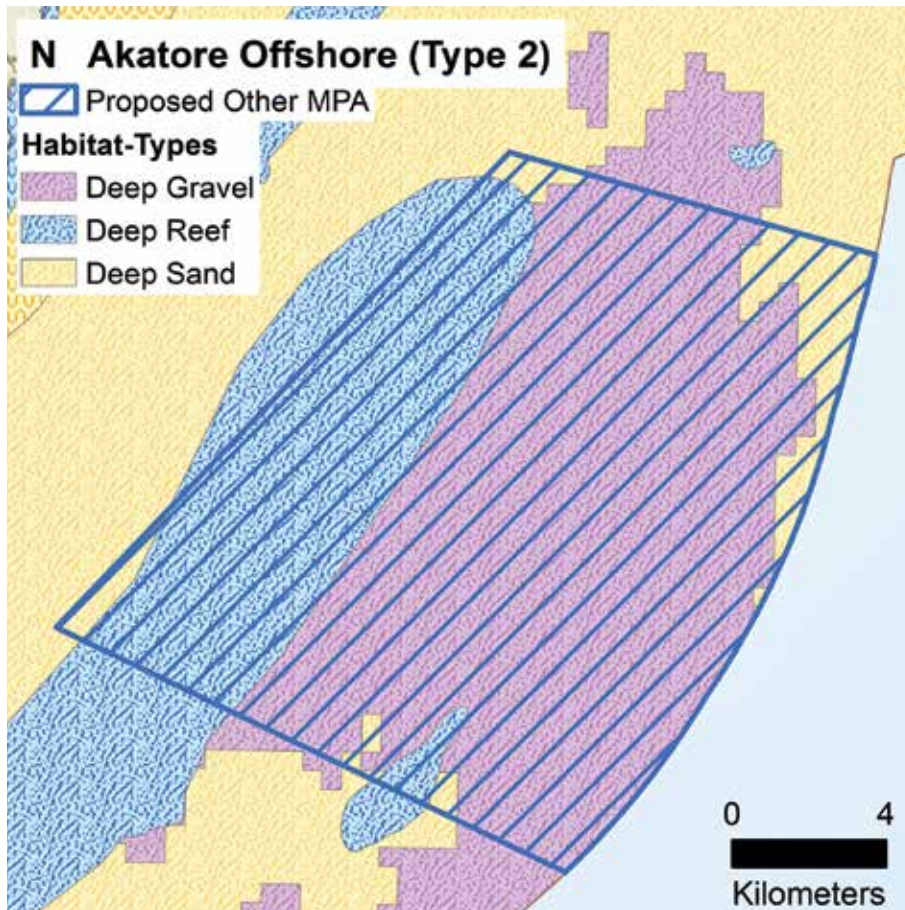 N Akatore Offshore (Type 2)
Proposed Other MPA
Habitat-Types
Deep Gravel
Deep Reef
Deep Sand
0 4
Kilometers